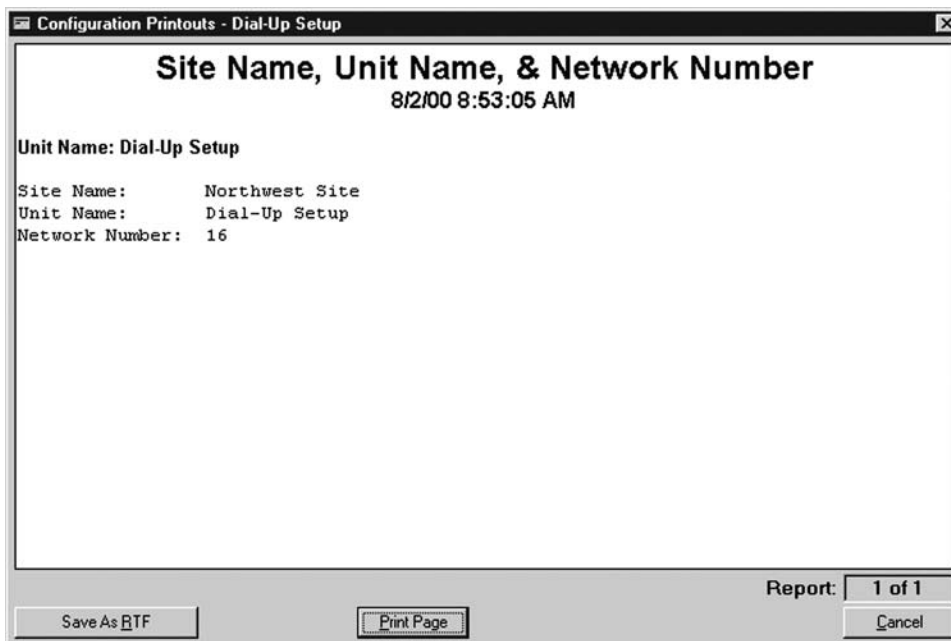 Configuration Printouts - Dial-Up Setup
Site Name, Unit Name, & Network Number
8/2/00 8:53:05 AM
Unit Name: Dial-Up Setup
Site Name: Northwest Site
Unit Name: Dial-Up Setup
Network Number: 16
Report: 1 of 1
Save As RTF Print Page Cancel